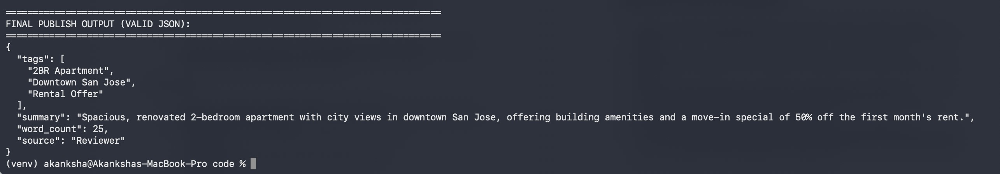 ================================================================================
FINAL PUBLISH OUTPUT (VALID JSON):
================================================================================
{
  "tags": [
    "2BR Apartment",
    "Downtown San Jose",
    "Rental Offer"
  ],
  "summary": "Spacious, renovated 2-bedroom apartment with city views in downtown San Jose, offering building amenities and a move-in special of 50% off the first month's rent.",
  "word_count": 25,
  "source": "Reviewer"
}
(venv) akanksha@Akankshas-MacBook-Pro code %